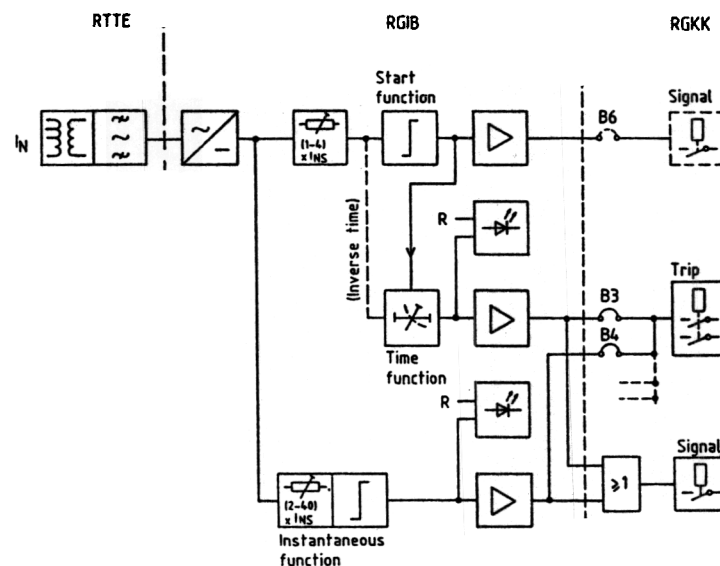 RTTE RGIB RGKK
Start
function
Signal
B6
IN
(1-4)
x INS
(Inverse time)
R
Trip
B3
B4
Time
function
R
Signal
≥1
(2-40)
x INS
Instantaneous
function